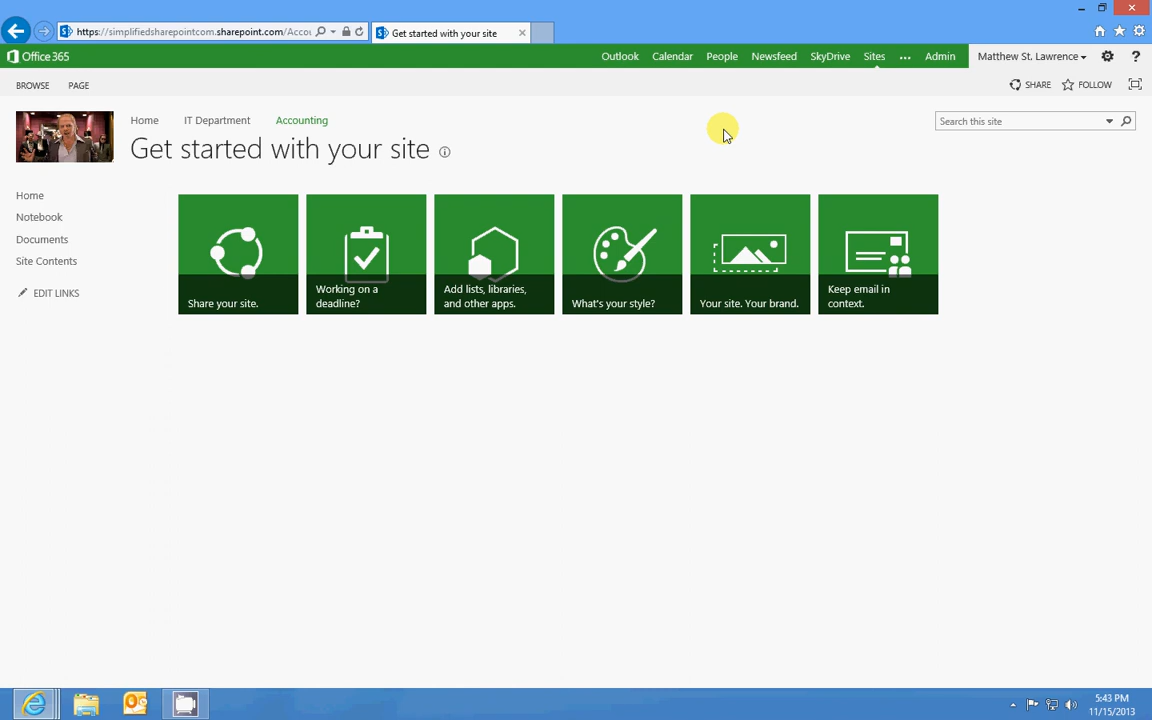 https://simplifiedsharepointcom.sharepoint.com/Accou
Get started with your site
Office 365
Outlook Calendar People Newsfeed SkyDrive Sites ... Admin Matthew St. Lawrence ?
BROWSE PAGE
SHARE FOLLOW
Home IT Department Accounting
Search this site
Get started with your site
Home
Notebook
Documents
Site Contents
EDIT LINKS
Share your site.
Working on a
deadline?
Add lists, libraries,
and other apps.
What's your style?
Your site. Your brand.
Keep email in
context.
5:43 PM
11/15/2013